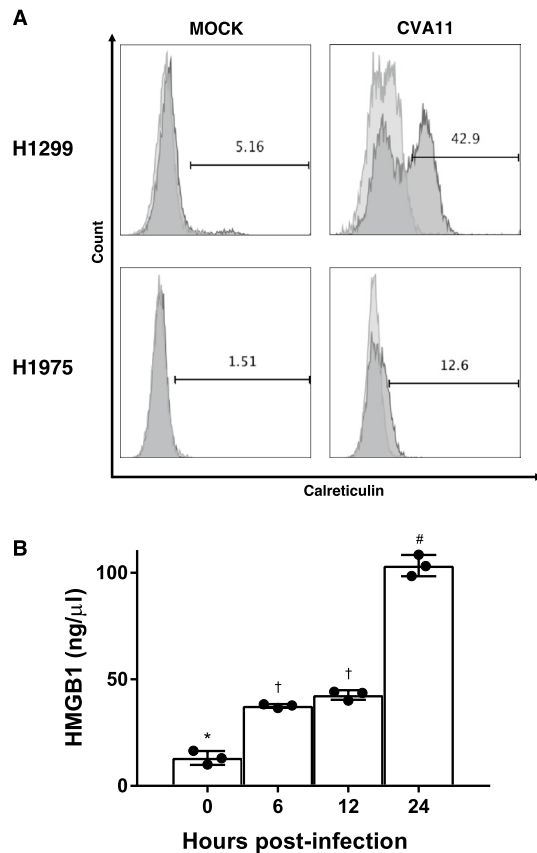 A
MOCK
CVA11
H1299
5.16
42.9
Count
H1975
1.51
12.6
Calreticulin
B
HMGB1 (ng/μl)
100
50
0
*
†
†
#
0
6
12
24
Hours post-infection